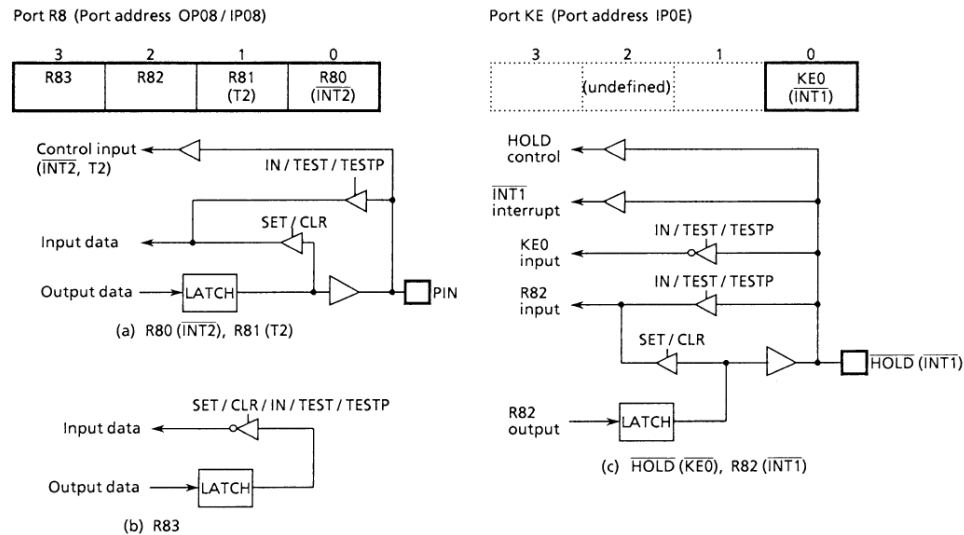 Port R8 (Port address OP08 / IP08)
3 2 1 0
R83 R82 R81 (T2) R80 (INT2)
Control input (INT2, T2)
IN / TEST / TESTP
SET / CLR
Input data
Output data
LATCH
PIN
(a) R80 (INT2), R81 (T2)
SET / CLR / IN / TEST / TESTP
Input data
Output data
LATCH
(b) R83
Port KE (Port address IP0E)
3 2 1 0
(undefined)
KE0 (INT1)
HOLD control
INT1 interrupt
IN / TEST / TESTP
KE0 input
IN / TEST / TESTP
R82 input
SET / CLR
HOLD (INT1)
R82 output
LATCH
(c) HOLD (KE0), R82 (INT1)